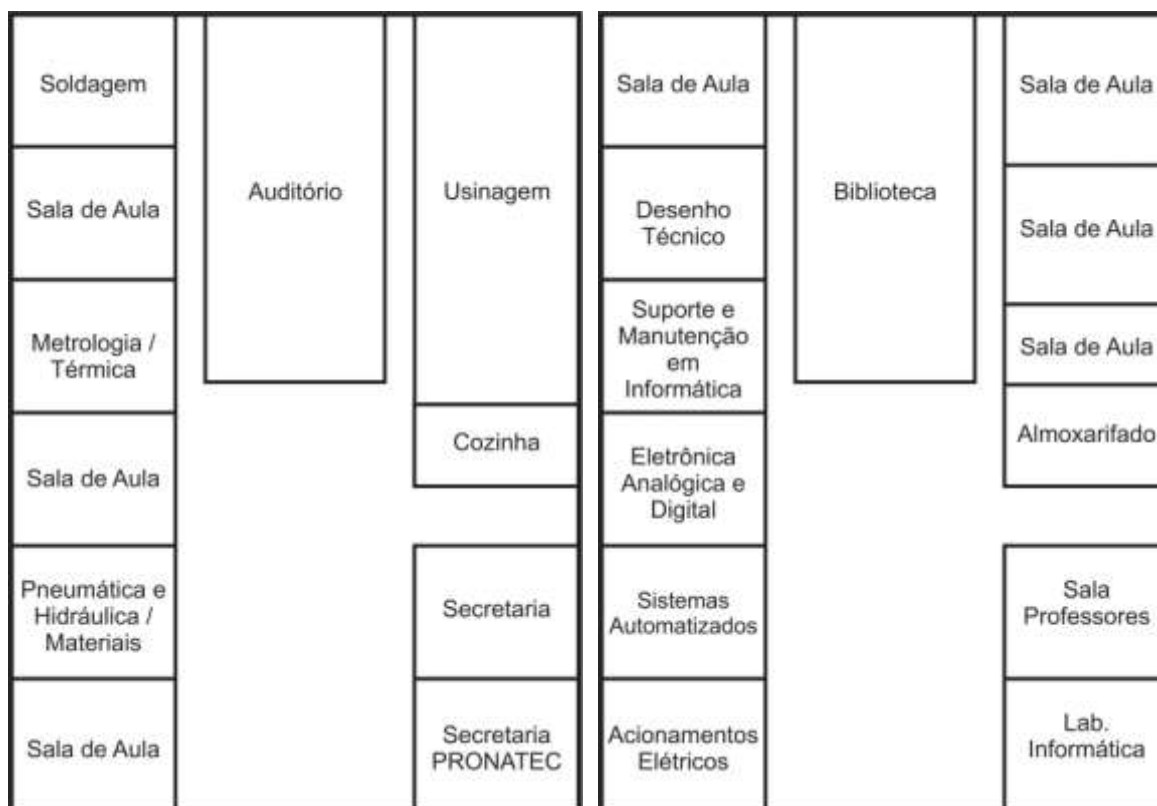 Soldagem
Sala de Aula
Metrologia /
Térmica
Sala de Aula
Pneumática e
Hidráulica /
Materiais
Sala de Aula
Auditório
Usinagem
Cozinha
Secretaria
Secretaria
PRONATEC
Sala de Aula
Desenho
Técnico
Suporte e
Manutenção
em
Informática
Eletrônica
Analógica e
Digital
Sistemas
Automatizados
Acionamentos
Elétricos
Biblioteca
Sala de Aula
Sala de Aula
Sala de Aula
Almoxarifado
Sala
Professores
Lab.
Informática